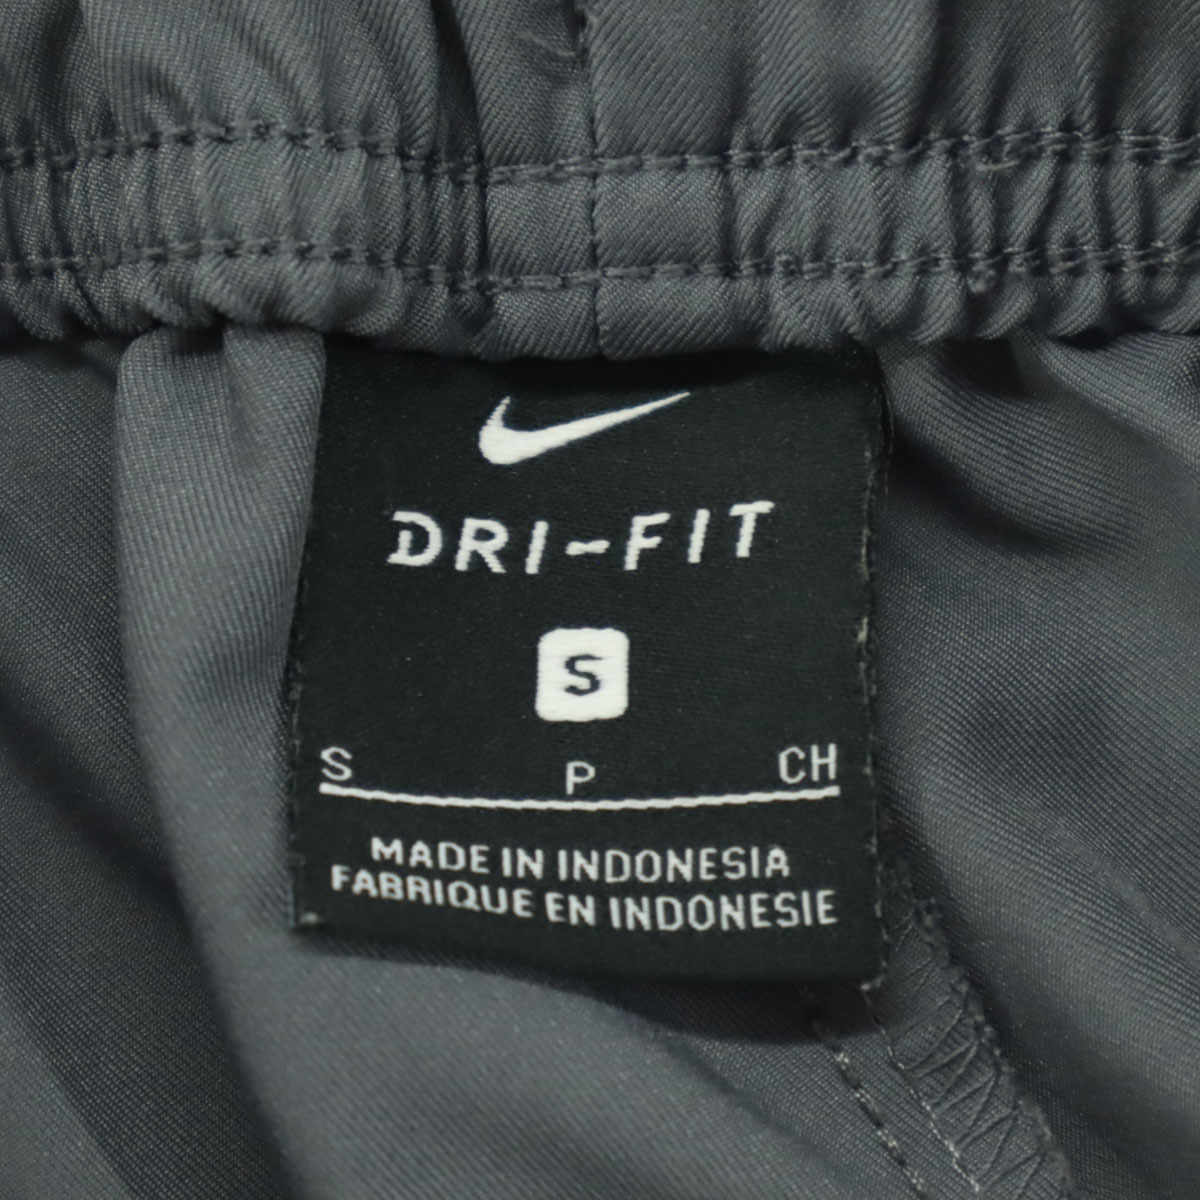 DRI-FIT
S
S P CH
MADE IN INDONESIA
FABRIQUE EN INDONESIE